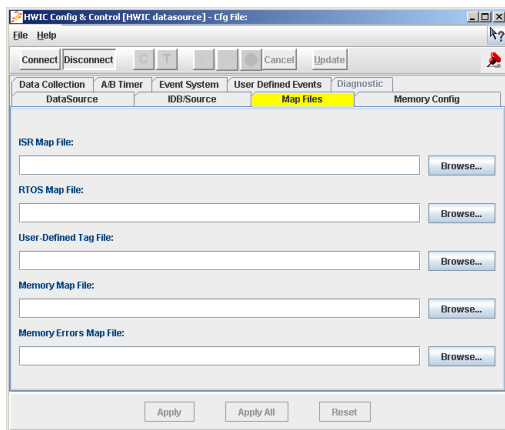 HWIC Config & Control [HWIC datasource] - Cfg File:
File Help
Connect Disconnect C T Cancel Update
Data Collection A/B Timer Event System User Defined Events Diagnostic
DataSource IDB/Source Map Files Memory Config
ISR Map File:
Browse...
RTOS Map File:
Browse...
User-Defined Tag File:
Browse...
Memory Map File:
Browse...
Memory Errors Map File:
Browse...
Apply Apply All Reset